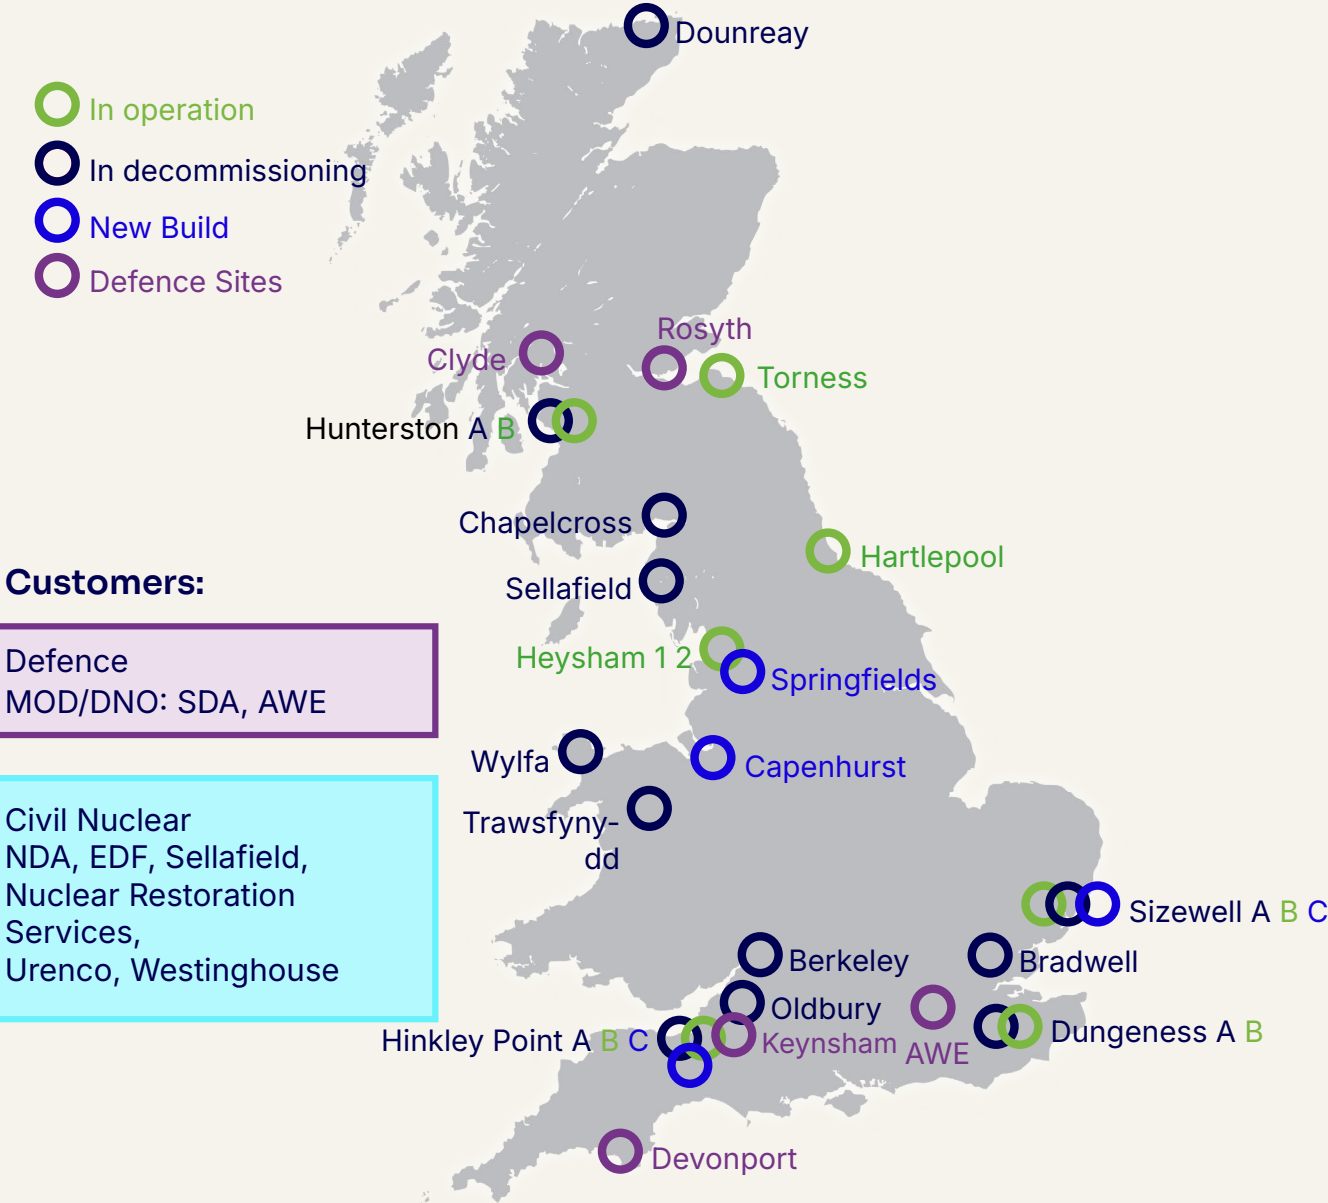 Dounreay
In operation
In decommissioning
New Build
Defence Sites
Rosyth
Clyde
Torness
Hunterston A B
Chapelcross
Hartlepool
Customers:
Sellafield
Defence
MOD/DNO: SDA, AWE
Heysham 1 2
Springfields
Wylfa
Capenhurst
Trawsfyny-
dd
Civil Nuclear
NDA, EDF, Sellafield,
Nuclear Restoration
Services,
Urenco, Westinghouse
Sizewell A B C
Berkeley
Bradwell
Oldbury
Hinkley Point A B C
Keynsham
AWE
Dungeness A B
Devonport